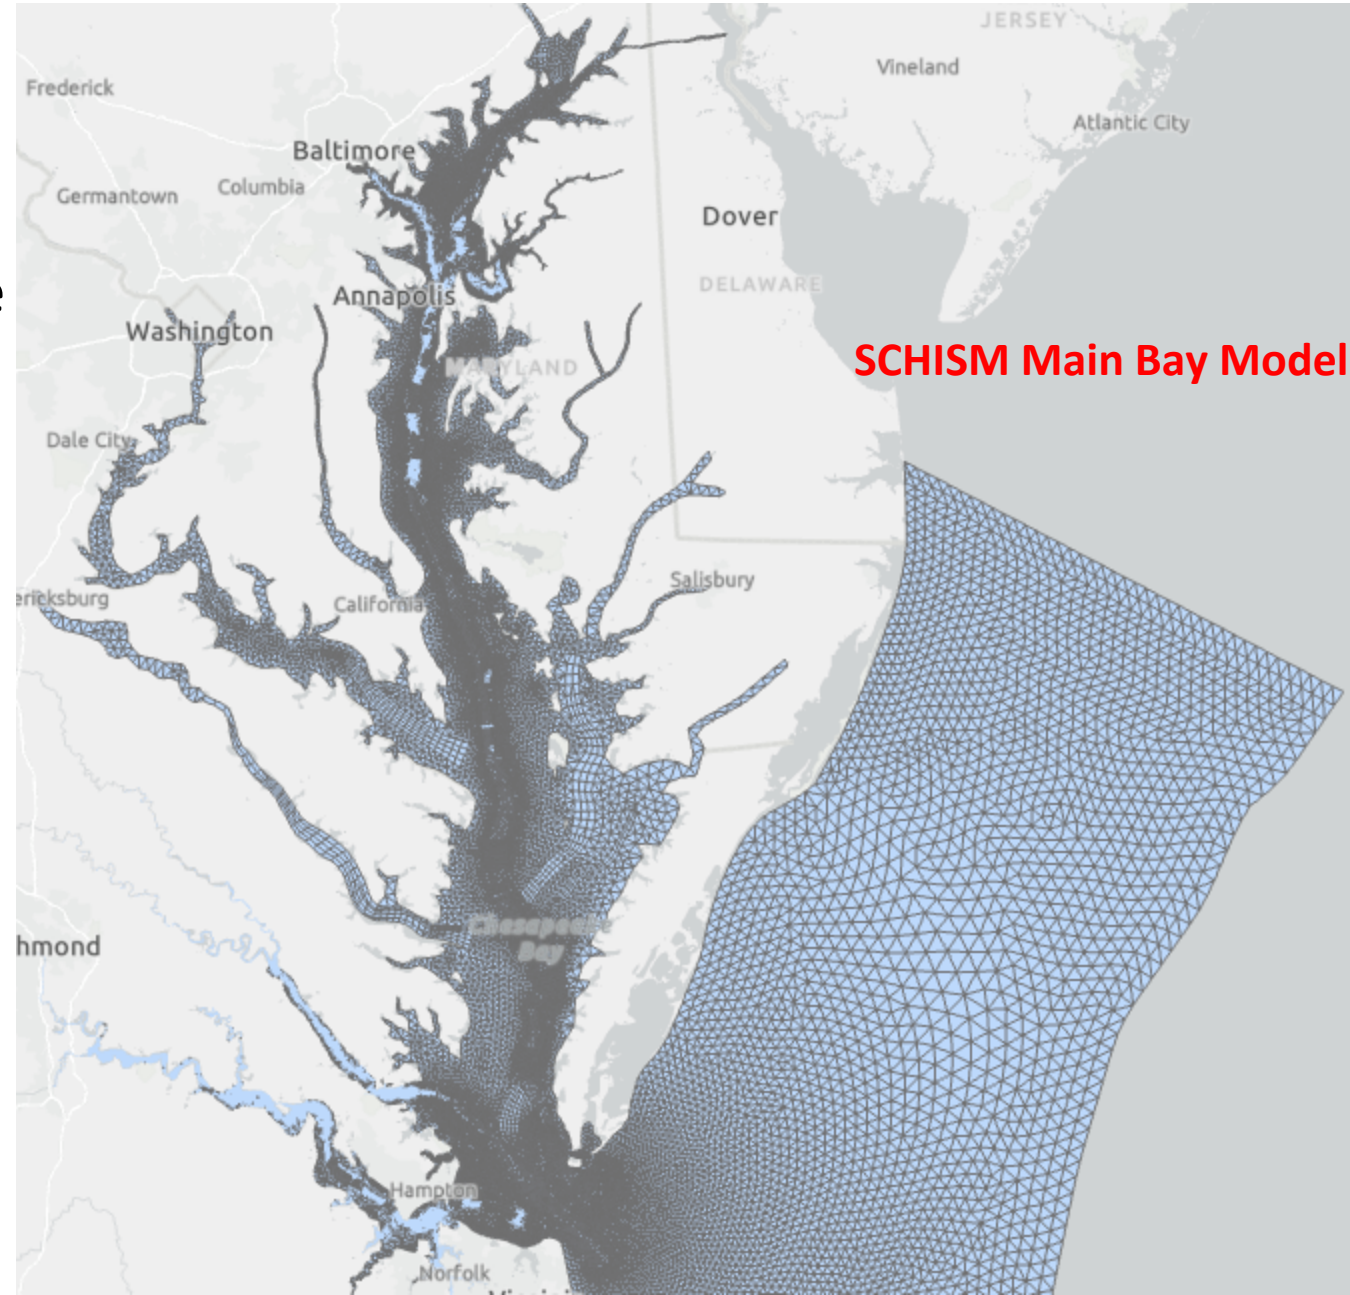 JERSEY
Vineland
Frederick
Atlantic City
Baltimore
Columbia
Germantown
Dover
DELAWARE
Annapolis
Washington
SCHISM Main Bay Model
MARYLAND
Dale City
Salisbury
ericksburg
California
Chesapeake
Bay
hmond
Hampton
Norfolk
e